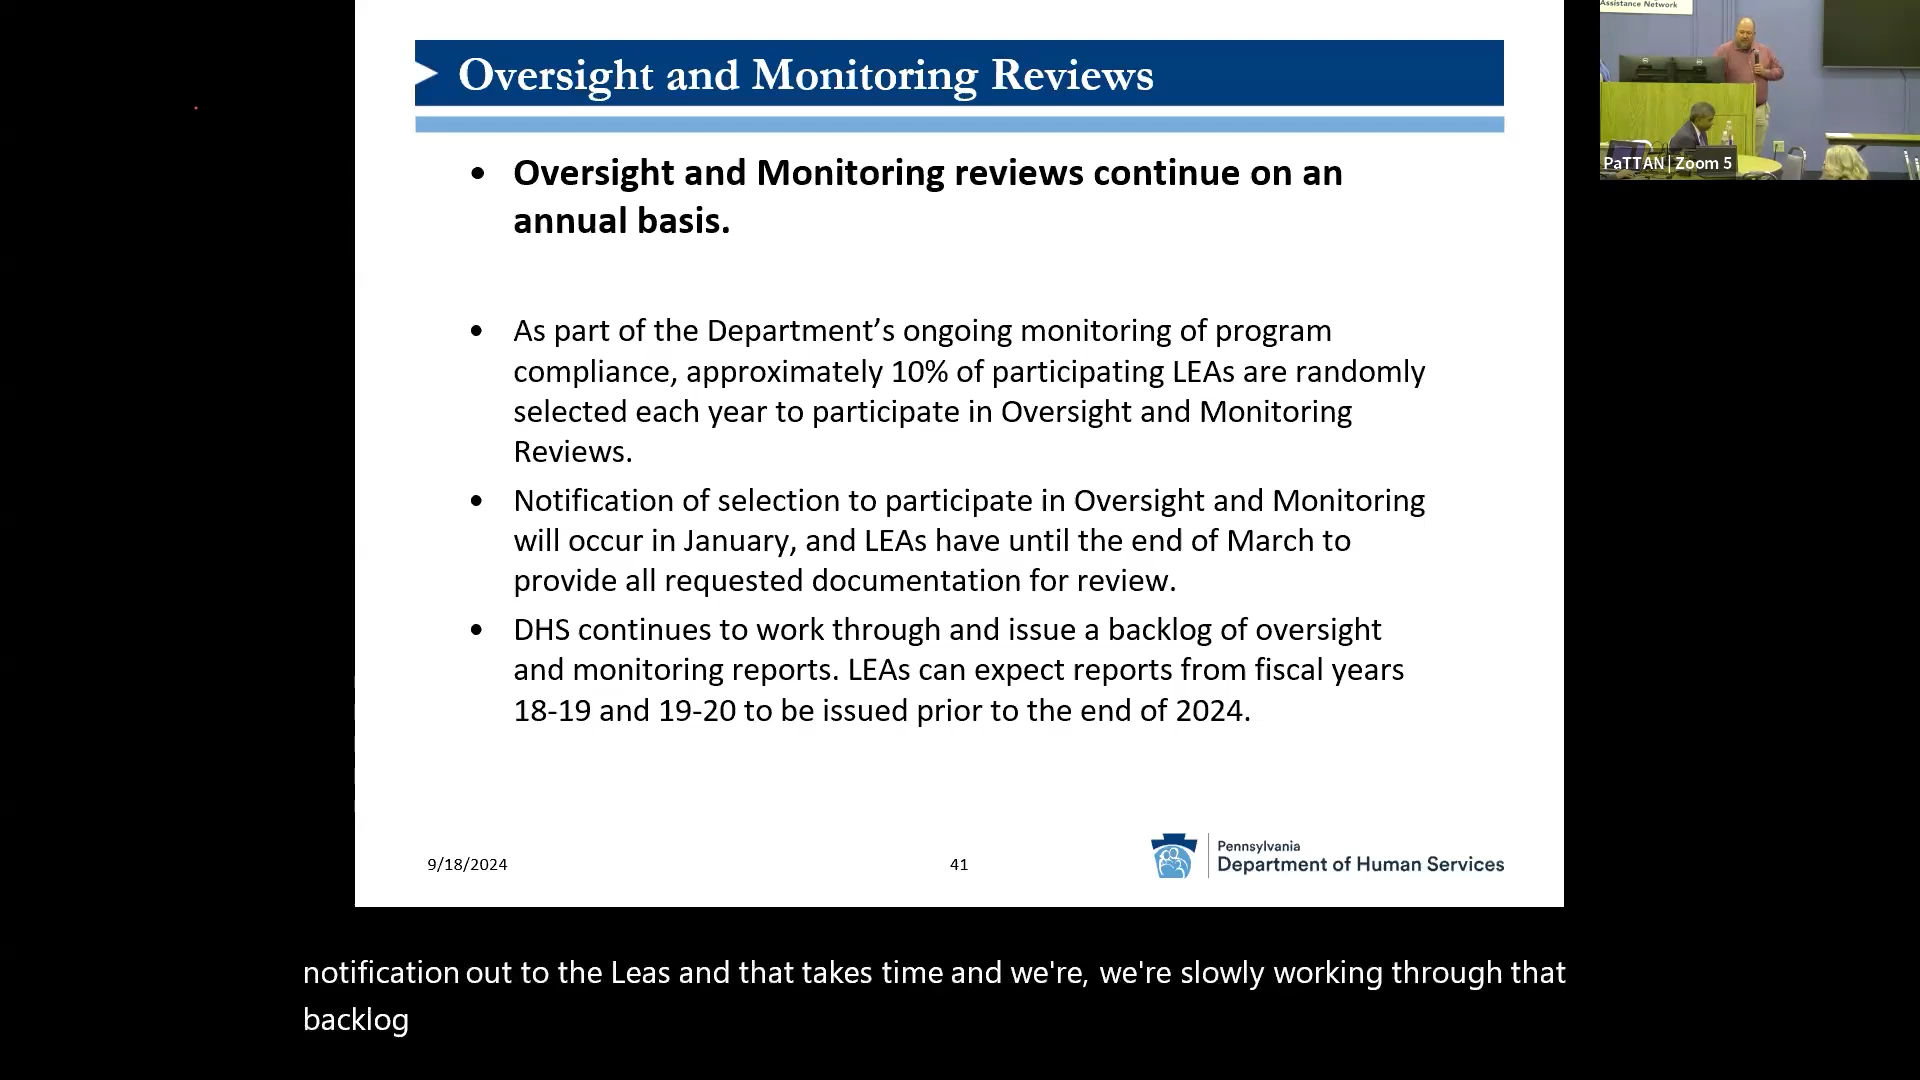 Assistance Network
Oversight and Monitoring Reviews
• Oversight and Monitoring reviews continue on an
annual basis.
• As part of the Department’s ongoing monitoring of program
compliance, approximately 10% of participating LEAs are randomly
selected each year to participate in Oversight and Monitoring
Reviews.
• Notification of selection to participate in Oversight and Monitoring
will occur in January, and LEAs have until the end of March to
provide all requested documentation for review.
• DHS continues to work through and issue a backlog of oversight
and monitoring reports. LEAs can expect reports from fiscal years
18-19 and 19-20 to be issued prior to the end of 2024.
PaTTAN | Zoom 5
9/18/2024
41
Pennsylvania
Department of Human Services
notification out to the Leas and that takes time and we're, we're slowly working through that
backlog